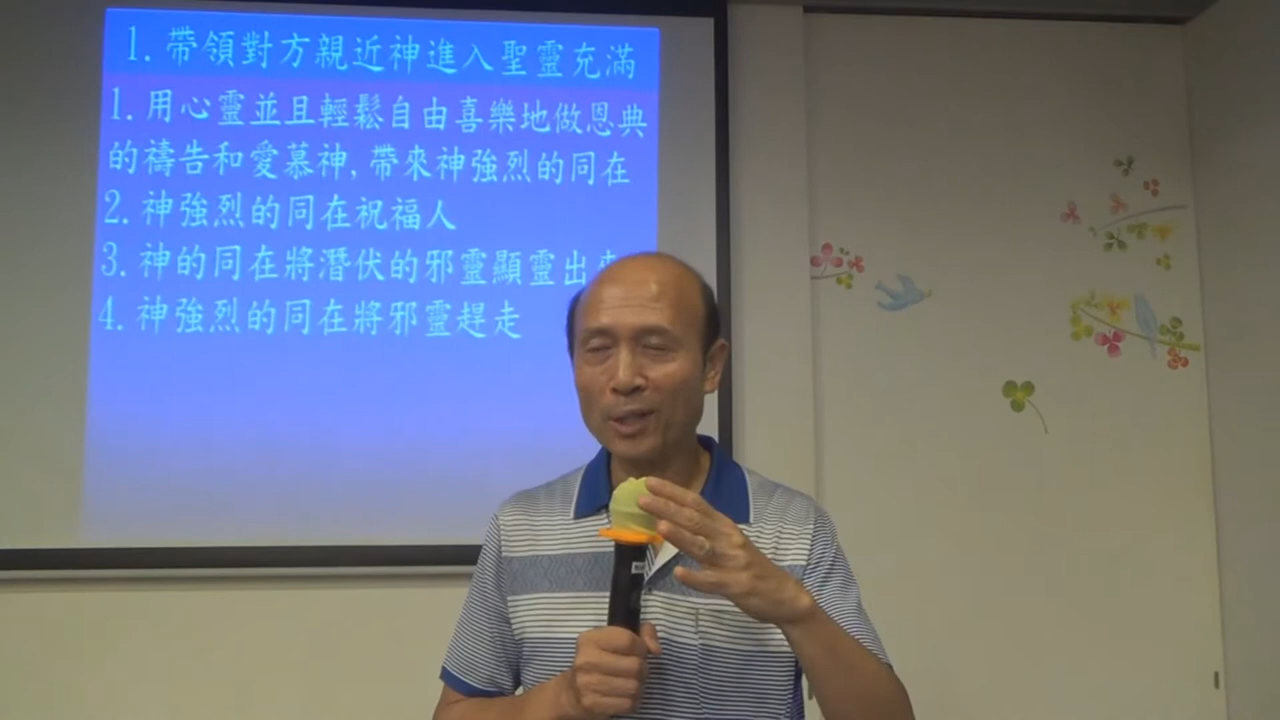 1.帶領對方親近神進入聖靈充滿
1.用心靈並且輕鬆自由喜樂地做恩典
的禱告和愛慕神,帶來神強烈的同在
2.神強烈的同在祝福人
3.神的同在將潛伏的邪靈顯靈出來
4.神強烈的同在將邪靈趕走